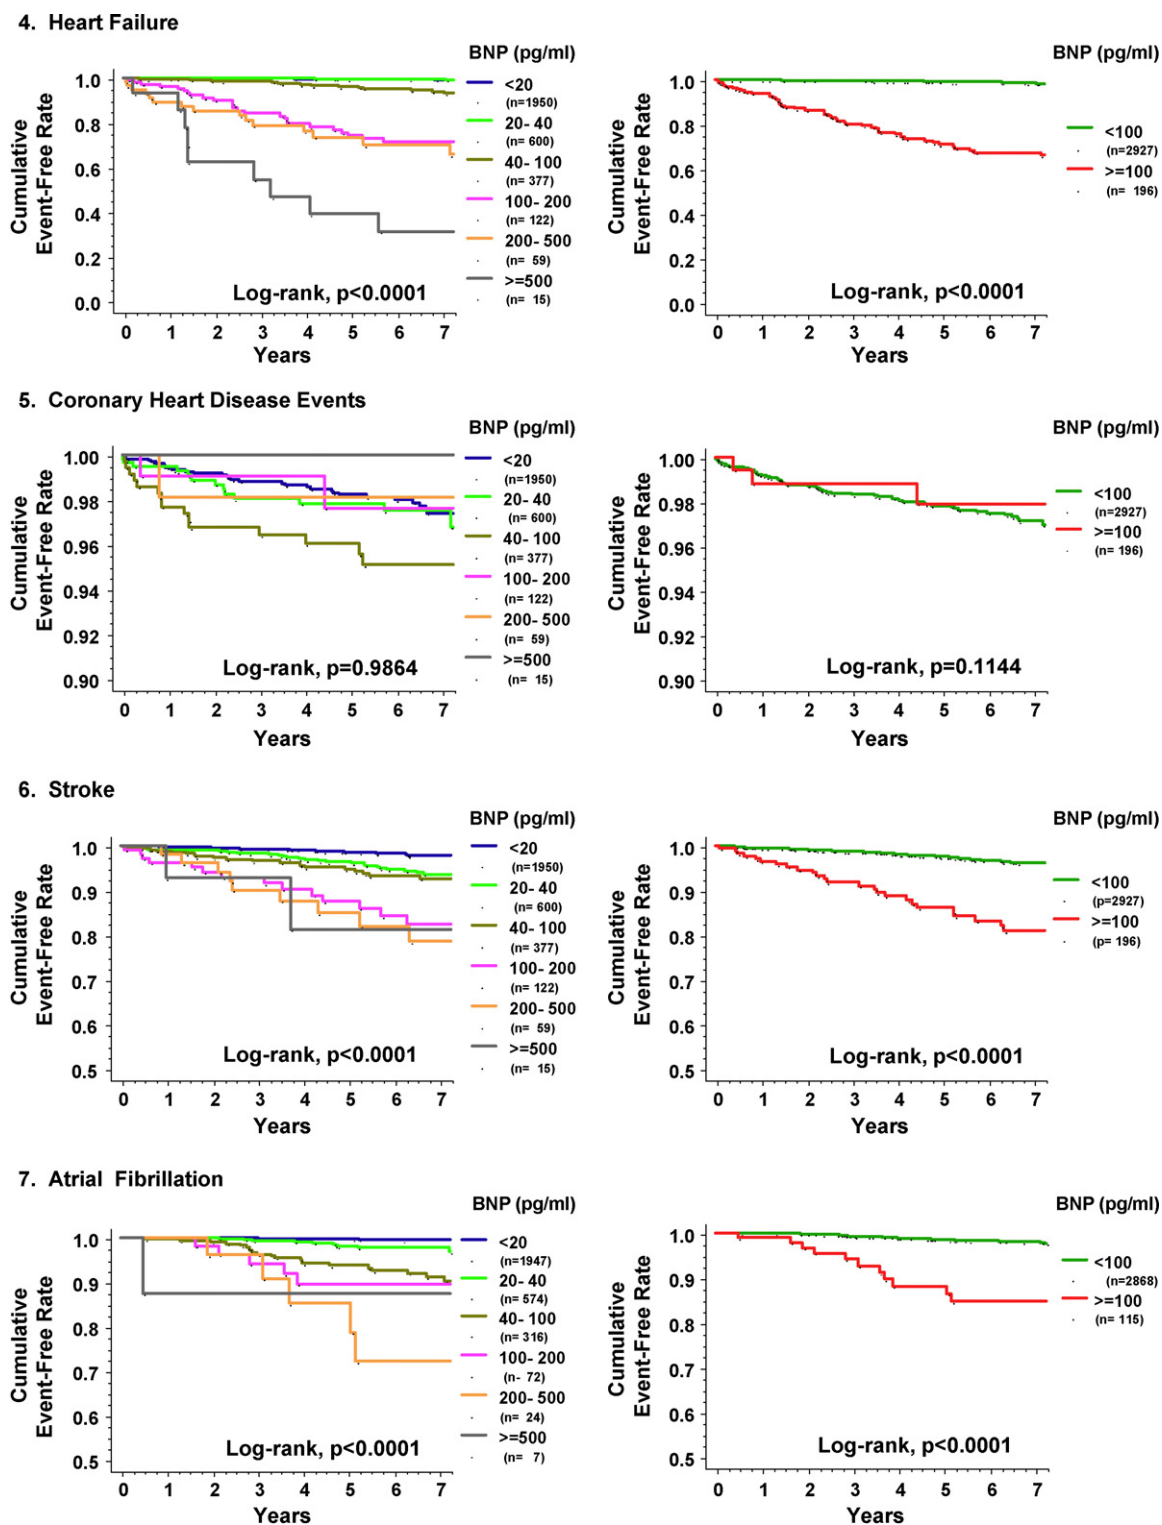 4. Heart Failure
BNP (pg/ml)
<20
(n=1950)
20- 40
(n= 600)
40- 100
(n= 377)
100- 200
(n= 122)
200- 500
(n= 59)
>=500
(n= 15)
Cumulative
Event-Free Rate
1.0
0.8
0.6
0.4
0.2
0.0
Log-rank, p<0.0001
0 1 2 3 4 5 6 7
Years
BNP (pg/ml)
<100
(n=2927)
>=100
(n= 196)
Cumulative
Event-Free Rate
1.0
0.8
0.6
0.4
0.2
0.0
Log-rank, p<0.0001
0 1 2 3 4 5 6 7
Years
5. Coronary Heart Disease Events
BNP (pg/ml)
<20
(n=1950)
20- 40
(n= 600)
40- 100
(n= 377)
100- 200
(n= 122)
200- 500
(n= 59)
>=500
(n= 15)
Cumulative
Event-Free Rate
1.00
0.98
0.96
0.94
0.92
0.90
Log-rank, p=0.9864
0 1 2 3 4 5 6 7
Years
BNP (pg/ml)
<100
(n=2927)
>=100
(n= 196)
Cumulative
Event-Free Rate
1.00
0.98
0.96
0.94
0.92
0.90
Log-rank, p=0.1144
0 1 2 3 4 5 6 7
Years
6. Stroke
BNP (pg/ml)
<20
(n=1950)
20- 40
(n= 600)
40- 100
(n= 377)
100- 200
(n= 122)
200- 500
(n= 59)
>=500
(n= 15)
Cumulative
Event-Free Rate
1.0
0.9
0.8
0.7
0.6
0.5
Log-rank, p<0.0001
0 1 2 3 4 5 6 7
Years
BNP (pg/ml)
<100
(p=2927)
>=100
(p= 196)
Cumulative
Event-Free Rate
1.0
0.9
0.8
0.7
0.6
0.5
Log-rank, p<0.0001
0 1 2 3 4 5 6 7
Years
7. Atrial Fibrillation
BNP (pg/ml)
<20
(n=1947)
20- 40
(n= 574)
40- 100
(n= 316)
100- 200
(n- 72)
200- 500
(n= 24)
>=500
(n= 7)
Cumulative
Event-Free Rate
1.0
0.9
0.8
0.7
0.6
0.5
Log-rank, p<0.0001
0 1 2 3 4 5 6 7
Years
BNP (pg/ml)
<100
(n=2868)
>=100
(n= 115)
Cumulative
Event-Free Rate
1.0
0.9
0.8
0.7
0.6
0.5
Log-rank, p<0.0001
0 1 2 3 4 5 6 7
Years